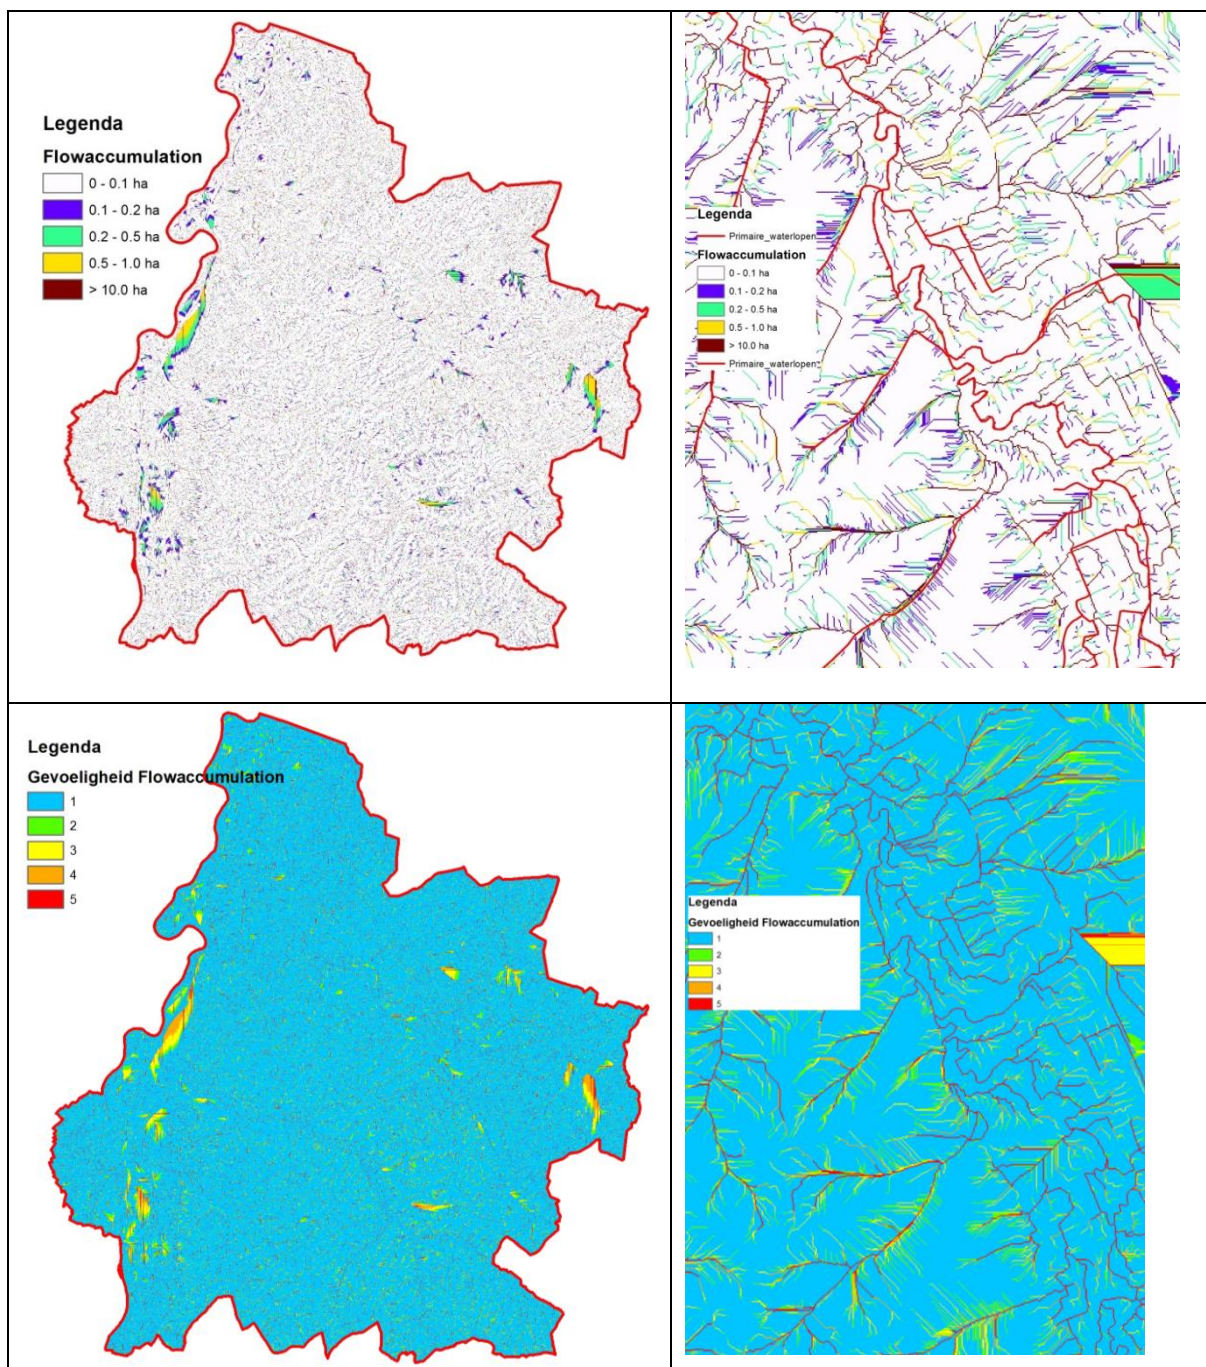 Legenda
Flowaccumulation
0 - 0.1 ha
0.1 - 0.2 ha
0.2 - 0.5 ha
0.5 - 1.0 ha
> 10.0 ha
Legenda
Primaire_waterlopen
Flowaccumulation
0 - 0.1 ha
0.1 - 0.2 ha
0.2 - 0.5 ha
0.5 - 1.0 ha
> 10.0 ha
Primaire_waterlopen
Legenda
Gevoeligheid Flowaccumulation
1
2
3
4
5
Legenda
Gevoeligheid Flowaccumulation
1
2
3
4
5